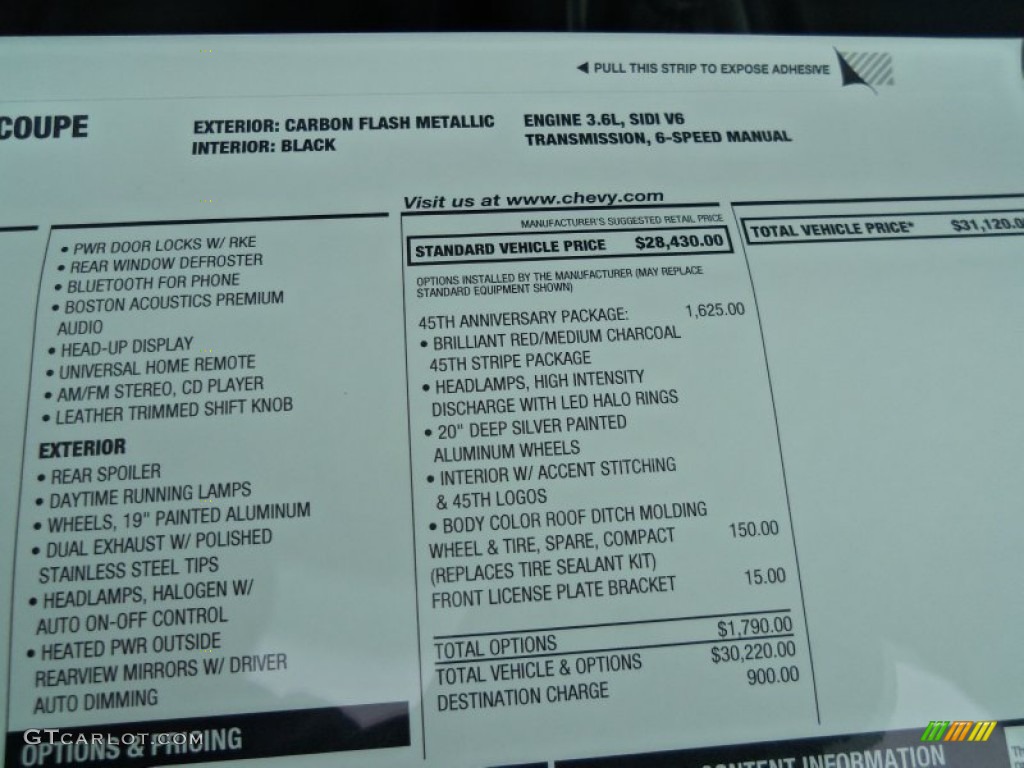 PULL THIS STRIP TO EXPOSE ADHESIVE
COUPE
EXTERIOR: CARBON FLASH METALLIC
INTERIOR: BLACK
ENGINE 3.6L, SIDI V6
TRANSMISSION, 6-SPEED MANUAL
Visit us at www.chevy.com
• PWR DOOR LOCKS W/ RKE
• REAR WINDOW DEFROSTER
• BLUETOOTH FOR PHONE
• BOSTON ACOUSTICS PREMIUM
AUDIO
• HEAD-UP DISPLAY
• UNIVERSAL HOME REMOTE
• AM/FM STEREO, CD PLAYER
• LEATHER TRIMMED SHIFT KNOB
EXTERIOR
• REAR SPOILER
• DAYTIME RUNNING LAMPS
• WHEELS, 19" PAINTED ALUMINUM
• DUAL EXHAUST W/ POLISHED
STAINLESS STEEL TIPS
• HEADLAMPS, HALOGEN W/
AUTO ON-OFF CONTROL
• HEATED PWR OUTSIDE
REARVIEW MIRRORS W/ DRIVER
AUTO DIMMING
OPTIONS & PRICING
MANUFACTURER'S SUGGESTED RETAIL PRICE
STANDARD VEHICLE PRICE $28,430.00
OPTIONS INSTALLED BY THE MANUFACTURER (MAY REPLACE
STANDARD EQUIPMENT SHOWN)
45TH ANNIVERSARY PACKAGE: 1,625.00
• BRILLIANT RED/MEDIUM CHARCOAL
45TH STRIPE PACKAGE
• HEADLAMPS, HIGH INTENSITY
DISCHARGE WITH LED HALO RINGS
• 20" DEEP SILVER PAINTED
ALUMINUM WHEELS
• INTERIOR W/ ACCENT STITCHING
& 45TH LOGOS
• BODY COLOR ROOF DITCH MOLDING
WHEEL & TIRE, SPARE, COMPACT 150.00
(REPLACES TIRE SEALANT KIT)
FRONT LICENSE PLATE BRACKET 15.00
TOTAL OPTIONS $1,790.00
TOTAL VEHICLE & OPTIONS $30,220.00
DESTINATION CHARGE 900.00
TOTAL VEHICLE PRICE* $31,120.0
CONTENT INFORMATION
GTcarlot.com